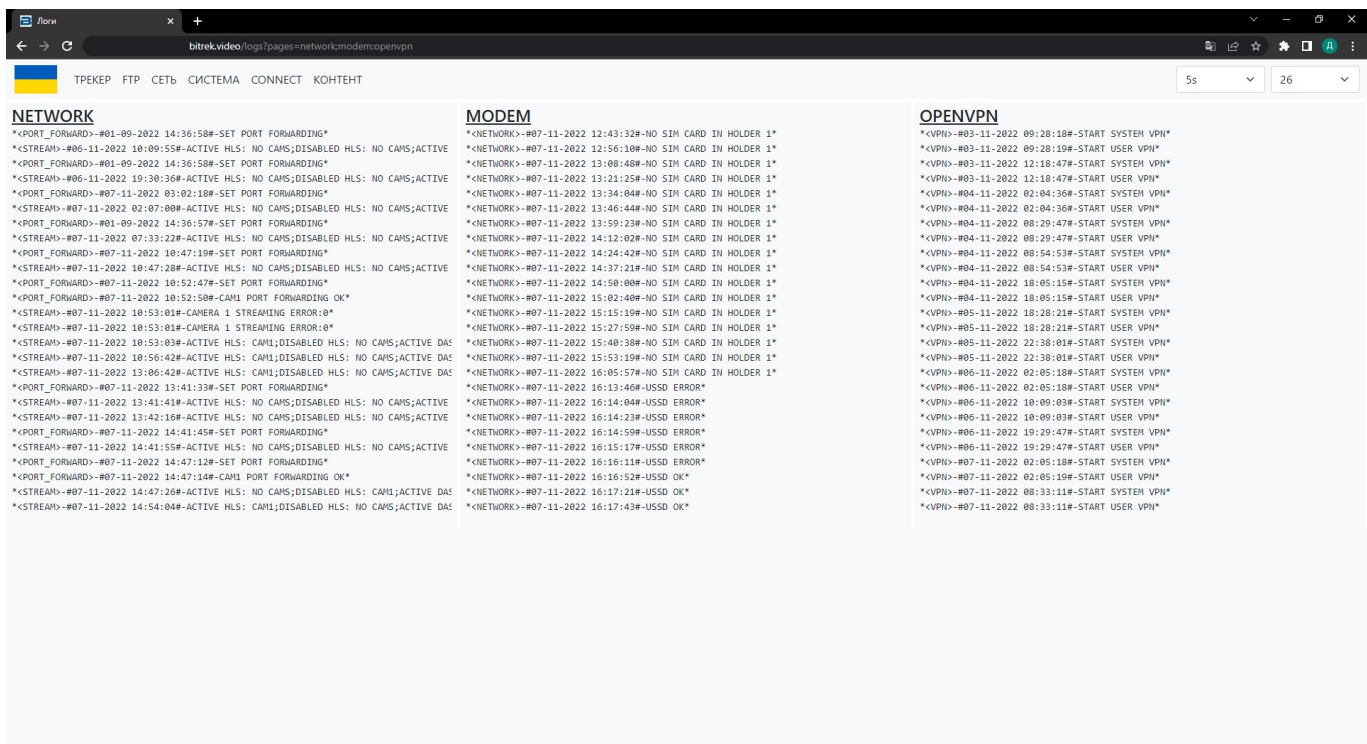 Логи
bitrek.video/logs?pages=network;modem;openvpn
Д
ТРЕКЕР FTP СЕТЬ СИСТЕМА CONNECT КОНТЕНТ
5s
26
NETWORK
*<PORT_FORWARD>-#01-09-2022 14:36:58#-SET PORT FORWARDING*
*<STREAM>-#06-11-2022 10:09:55#-ACTIVE HLS: NO CAMS;DISABLED HLS: NO CAMS;ACTIVE
*<PORT_FORWARD>-#01-09-2022 14:36:58#-SET PORT FORWARDING*
*<STREAM>-#06-11-2022 19:30:36#-ACTIVE HLS: NO CAMS;DISABLED HLS: NO CAMS;ACTIVE
*<PORT_FORWARD>-#07-11-2022 03:02:18#-SET PORT FORWARDING*
*<STREAM>-#07-11-2022 02:07:00#-ACTIVE HLS: NO CAMS;DISABLED HLS: NO CAMS;ACTIVE
*<PORT_FORWARD>-#01-09-2022 14:36:57#-SET PORT FORWARDING*
*<STREAM>-#07-11-2022 07:33:22#-ACTIVE HLS: NO CAMS;DISABLED HLS: NO CAMS;ACTIVE
*<PORT_FORWARD>-#07-11-2022 10:47:19#-SET PORT FORWARDING*
*<STREAM>-#07-11-2022 10:47:28#-ACTIVE HLS: NO CAMS;DISABLED HLS: NO CAMS;ACTIVE
*<PORT_FORWARD>-#07-11-2022 10:52:47#-SET PORT FORWARDING*
*<PORT_FORWARD>-#07-11-2022 10:52:50#-CAM1 PORT FORWARDING OK*
*<STREAM>-#07-11-2022 10:53:01#-CAMERA 1 STREAMING ERROR:0*
*<STREAM>-#07-11-2022 10:53:01#-CAMERA 1 STREAMING ERROR:0*
*<STREAM>-#07-11-2022 10:53:03#-ACTIVE HLS: CAM1;DISABLED HLS: NO CAMS;ACTIVE DAS
*<STREAM>-#07-11-2022 10:56:42#-ACTIVE HLS: CAM1;DISABLED HLS: NO CAMS;ACTIVE DAS
*<STREAM>-#07-11-2022 13:06:42#-ACTIVE HLS: CAM1;DISABLED HLS: NO CAMS;ACTIVE DAS
*<PORT_FORWARD>-#07-11-2022 13:41:33#-SET PORT FORWARDING*
*<STREAM>-#07-11-2022 13:41:41#-ACTIVE HLS: NO CAMS;DISABLED HLS: NO CAMS;ACTIVE
*<STREAM>-#07-11-2022 13:42:16#-ACTIVE HLS: NO CAMS;DISABLED HLS: NO CAMS;ACTIVE
*<PORT_FORWARD>-#07-11-2022 14:41:45#-SET PORT FORWARDING*
*<STREAM>-#07-11-2022 14:41:55#-ACTIVE HLS: NO CAMS;DISABLED HLS: NO CAMS;ACTIVE
*<PORT_FORWARD>-#07-11-2022 14:47:12#-SET PORT FORWARDING*
*<PORT_FORWARD>-#07-11-2022 14:47:14#-CAM1 PORT FORWARDING OK*
*<STREAM>-#07-11-2022 14:47:26#-ACTIVE HLS: NO CAMS;DISABLED HLS: CAM1;ACTIVE DAS
*<STREAM>-#07-11-2022 14:54:04#-ACTIVE HLS: CAM1;DISABLED HLS: NO CAMS;ACTIVE DAS
MODEM
*<NETWORK>-#07-11-2022 12:43:32#-NO SIM CARD IN HOLDER 1*
*<NETWORK>-#07-11-2022 12:56:10#-NO SIM CARD IN HOLDER 1*
*<NETWORK>-#07-11-2022 13:08:48#-NO SIM CARD IN HOLDER 1*
*<NETWORK>-#07-11-2022 13:21:25#-NO SIM CARD IN HOLDER 1*
*<NETWORK>-#07-11-2022 13:34:04#-NO SIM CARD IN HOLDER 1*
*<NETWORK>-#07-11-2022 13:46:44#-NO SIM CARD IN HOLDER 1*
*<NETWORK>-#07-11-2022 13:59:23#-NO SIM CARD IN HOLDER 1*
*<NETWORK>-#07-11-2022 14:12:02#-NO SIM CARD IN HOLDER 1*
*<NETWORK>-#07-11-2022 14:24:42#-NO SIM CARD IN HOLDER 1*
*<NETWORK>-#07-11-2022 14:37:21#-NO SIM CARD IN HOLDER 1*
*<NETWORK>-#07-11-2022 14:50:00#-NO SIM CARD IN HOLDER 1*
*<NETWORK>-#07-11-2022 15:02:40#-NO SIM CARD IN HOLDER 1*
*<NETWORK>-#07-11-2022 15:15:19#-NO SIM CARD IN HOLDER 1*
*<NETWORK>-#07-11-2022 15:27:59#-NO SIM CARD IN HOLDER 1*
*<NETWORK>-#07-11-2022 15:40:38#-NO SIM CARD IN HOLDER 1*
*<NETWORK>-#07-11-2022 15:53:19#-NO SIM CARD IN HOLDER 1*
*<NETWORK>-#07-11-2022 16:05:57#-NO SIM CARD IN HOLDER 1*
*<NETWORK>-#07-11-2022 16:13:46#-USSD ERROR*
*<NETWORK>-#07-11-2022 16:14:04#-USSD ERROR*
*<NETWORK>-#07-11-2022 16:14:23#-USSD ERROR*
*<NETWORK>-#07-11-2022 16:14:59#-USSD ERROR*
*<NETWORK>-#07-11-2022 16:15:17#-USSD ERROR*
*<NETWORK>-#07-11-2022 16:16:11#-USSD ERROR*
*<NETWORK>-#07-11-2022 16:16:52#-USSD OK*
*<NETWORK>-#07-11-2022 16:17:21#-USSD OK*
*<NETWORK>-#07-11-2022 16:17:43#-USSD OK*
OPENVPN
*<VPN>-#03-11-2022 09:28:18#-START SYSTEM VPN*
*<VPN>-#03-11-2022 09:28:19#-START USER VPN*
*<VPN>-#03-11-2022 12:18:47#-START SYSTEM VPN*
*<VPN>-#03-11-2022 12:18:47#-START USER VPN*
*<VPN>-#04-11-2022 02:04:36#-START SYSTEM VPN*
*<VPN>-#04-11-2022 02:04:36#-START USER VPN*
*<VPN>-#04-11-2022 08:29:47#-START SYSTEM VPN*
*<VPN>-#04-11-2022 08:29:47#-START USER VPN*
*<VPN>-#04-11-2022 08:54:53#-START SYSTEM VPN*
*<VPN>-#04-11-2022 08:54:53#-START USER VPN*
*<VPN>-#04-11-2022 18:05:15#-START SYSTEM VPN*
*<VPN>-#04-11-2022 18:05:15#-START USER VPN*
*<VPN>-#05-11-2022 18:28:21#-START SYSTEM VPN*
*<VPN>-#05-11-2022 18:28:21#-START USER VPN*
*<VPN>-#05-11-2022 22:38:01#-START SYSTEM VPN*
*<VPN>-#05-11-2022 22:38:01#-START USER VPN*
*<VPN>-#06-11-2022 02:05:18#-START SYSTEM VPN*
*<VPN>-#06-11-2022 02:05:18#-START USER VPN*
*<VPN>-#06-11-2022 10:09:03#-START SYSTEM VPN*
*<VPN>-#06-11-2022 10:09:03#-START USER VPN*
*<VPN>-#06-11-2022 19:29:47#-START SYSTEM VPN*
*<VPN>-#06-11-2022 19:29:47#-START USER VPN*
*<VPN>-#07-11-2022 02:05:18#-START SYSTEM VPN*
*<VPN>-#07-11-2022 02:05:19#-START USER VPN*
*<VPN>-#07-11-2022 08:33:11#-START SYSTEM VPN*
*<VPN>-#07-11-2022 08:33:11#-START USER VPN*